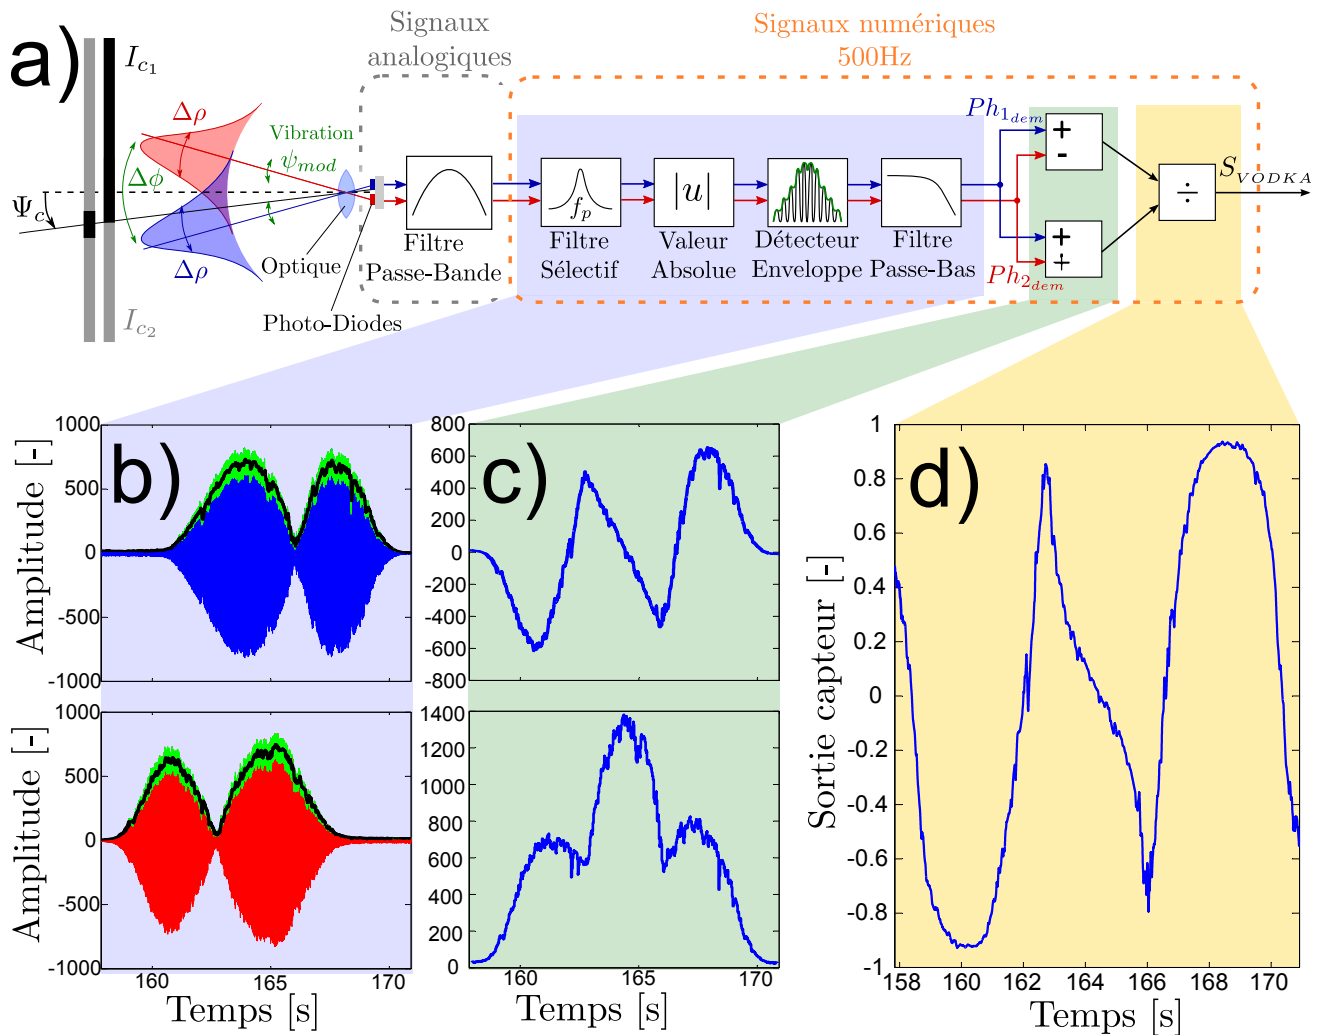 a)
I_{c_1}
Signaux
analogiques
Signaux numériques
500Hz
Δρ
Vibration
ψ_{mod}
Δϕ
Ψ_c
Δρ
I_{c_2}
Optique
Photo-Diodes
Filtre
Passe-Bande
f_p
Filtre
Sélectif
|u|
Valeur
Absolue
Détecteur
Enveloppe
Filtre
Passe-Bas
Ph_{1_{dem}}
+
-
Ph_{2_{dem}}
+
+
÷
S_{VODKA}
b)
Amplitude [-]
1000
500
0
-500
-1000
Amplitude [-]
1000
500
0
-500
-1000
160 165 170
Temps [s]
c)
800
600
400
200
0
-200
-400
-600
-800
1400
1200
1000
800
600
400
200
0
160 165 170
Temps [s]
d)
Sortie capteur [-]
1
0.8
0.6
0.4
0.2
0
-0.2
-0.4
-0.6
-0.8
-1
158 160 162 164 166 168 170
Temps [s]